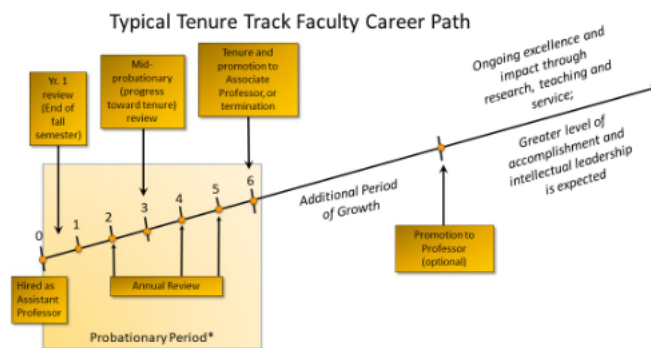 Typical Tenure Track Faculty Career Path
Yr. 1
review
(End of
fall
semester)
Mid-
probationary
(progress
toward tenure)
review
Tenure and
promotion to
Associate
Professor, or
termination
Ongoing excellence and
impact through
research, teaching and
service;
Greater level of
accomplishment and
intellectual leadership
is expected
0
1
2
3
4
5
6
Additional Period
of Growth
Hired as
Assistant
Professor
Annual Review
Promotion to
Professor
(optional)
Probationary Period*